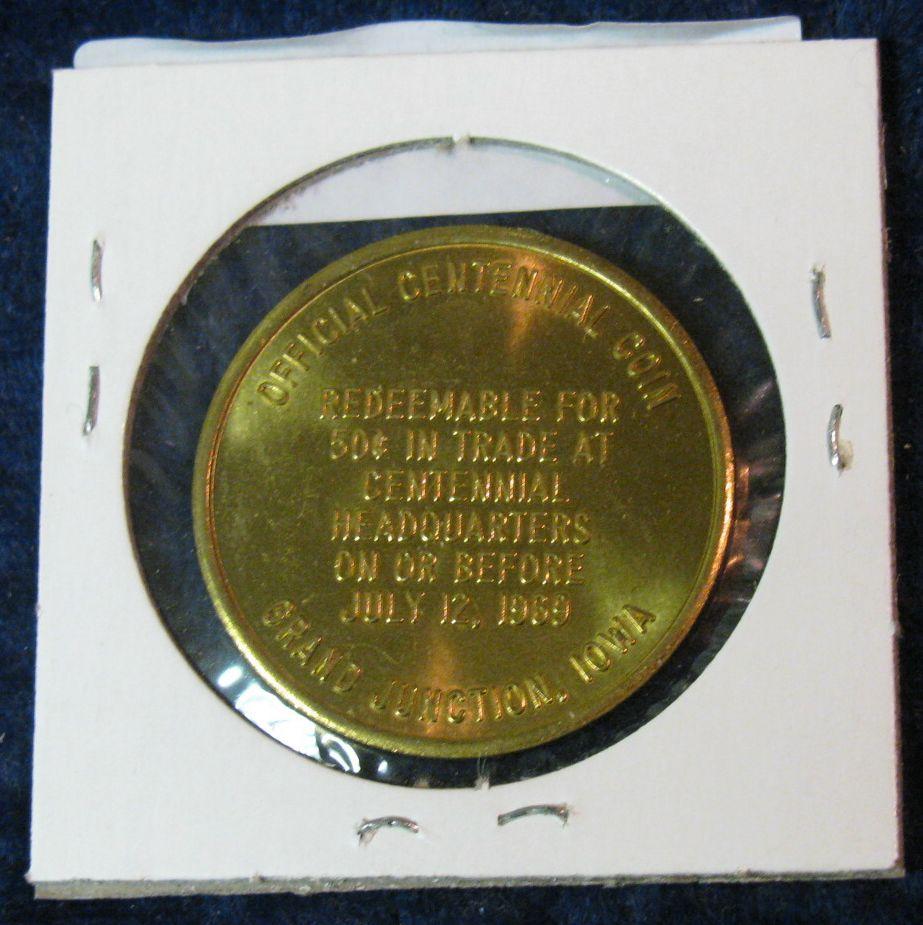 OFFICIAL CENTENNIAL COIN
REDEEMABLE FOR
50¢ IN TRADE AT
CENTENNIAL
HEADQUARTERS
ON OR BEFORE
JULY 12, 1969
GRAND JUNCTION, IOWA